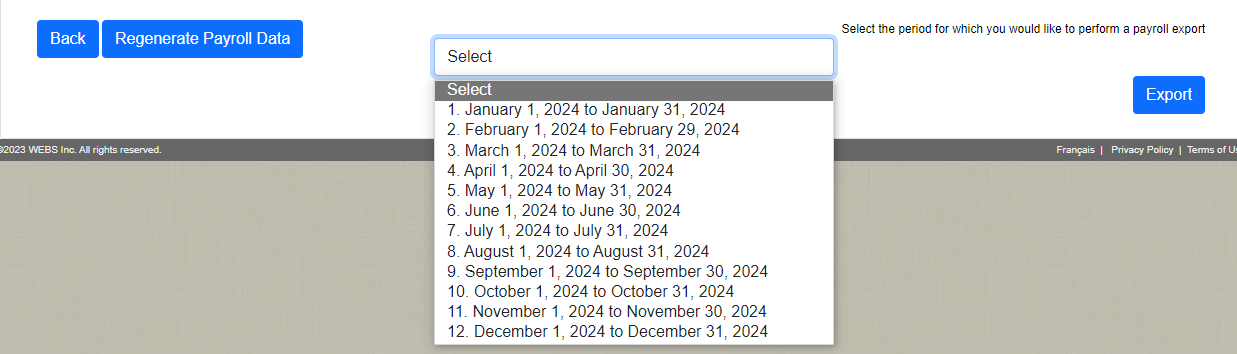 Back
Regenerate Payroll Data
Select the period for which you would like to perform a payroll export
Select
Select
1. January 1, 2024 to January 31, 2024
2. February 1, 2024 to February 29, 2024
3. March 1, 2024 to March 31, 2024
4. April 1, 2024 to April 30, 2024
5. May 1, 2024 to May 31, 2024
6. June 1, 2024 to June 30, 2024
7. July 1, 2024 to July 31, 2024
8. August 1, 2024 to August 31, 2024
9. September 1, 2024 to September 30, 2024
10. October 1, 2024 to October 31, 2024
11. November 1, 2024 to November 30, 2024
12. December 1, 2024 to December 31, 2024
Export
©2023 WEBS Inc. All rights reserved.
Français | Privacy Policy | Terms of